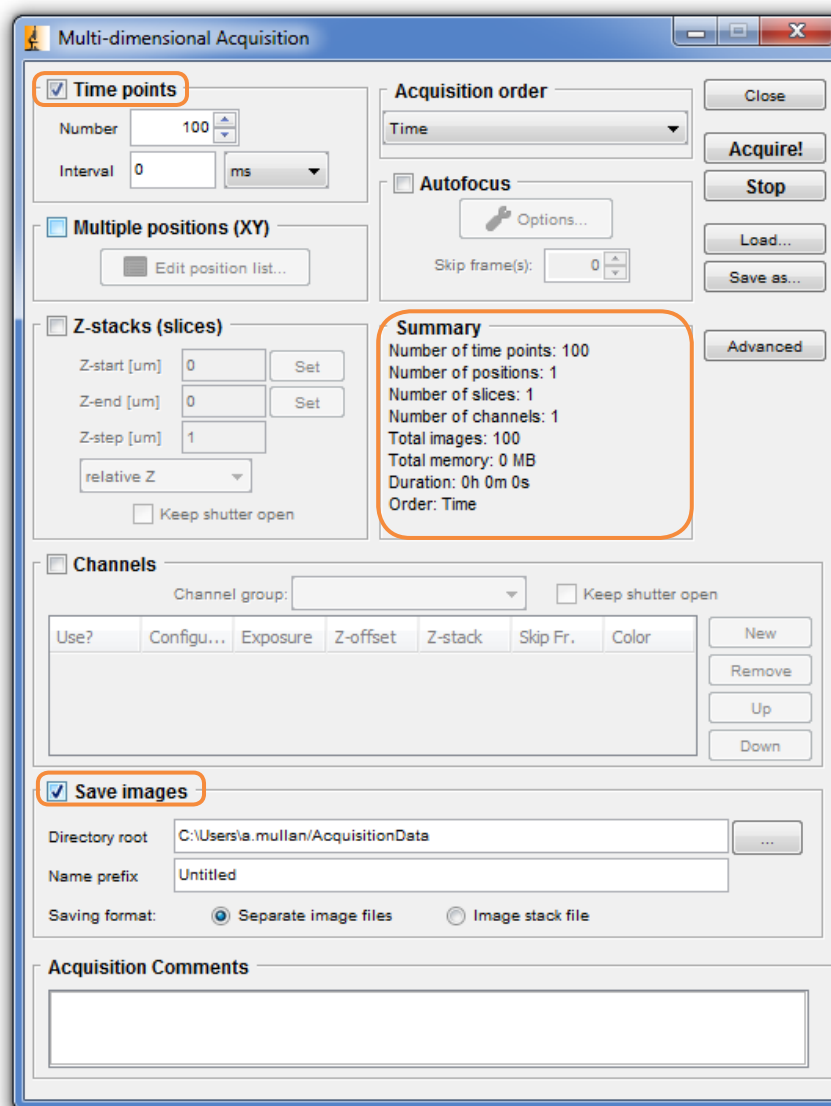 Multi-dimensional Acquisition
Time points
Number 100
Interval 0 ms
Multiple positions (XY)
Edit position list...
Z-stacks (slices)
Z-start [um] 0 Set
Z-end [um] 0 Set
Z-step [um] 1
relative Z
Keep shutter open
Acquisition order
Time
Autofocus
Options...
Skip frame(s): 0
Summary
Number of time points: 100
Number of positions: 1
Number of slices: 1
Number of channels: 1
Total images: 100
Total memory: 0 MB
Duration: 0h 0m 0s
Order: Time
Close
Acquire!
Stop
Load...
Save as...
Advanced
Channels
Channel group: Keep shutter open
Use? Configu... Exposure Z-offset Z-stack Skip Fr. Color
New
Remove
Up
Down
Save images
Directory root C:\Users\a.mullan/AcquisitionData ...
Name prefix Untitled
Saving format: Separate image files Image stack file
Acquisition Comments